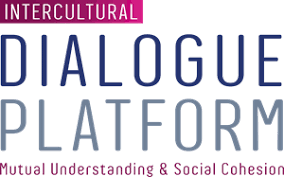 INTERCULTURAL
DIALOGUE
PLATFORM
Mutual Understanding & Social Cohesion